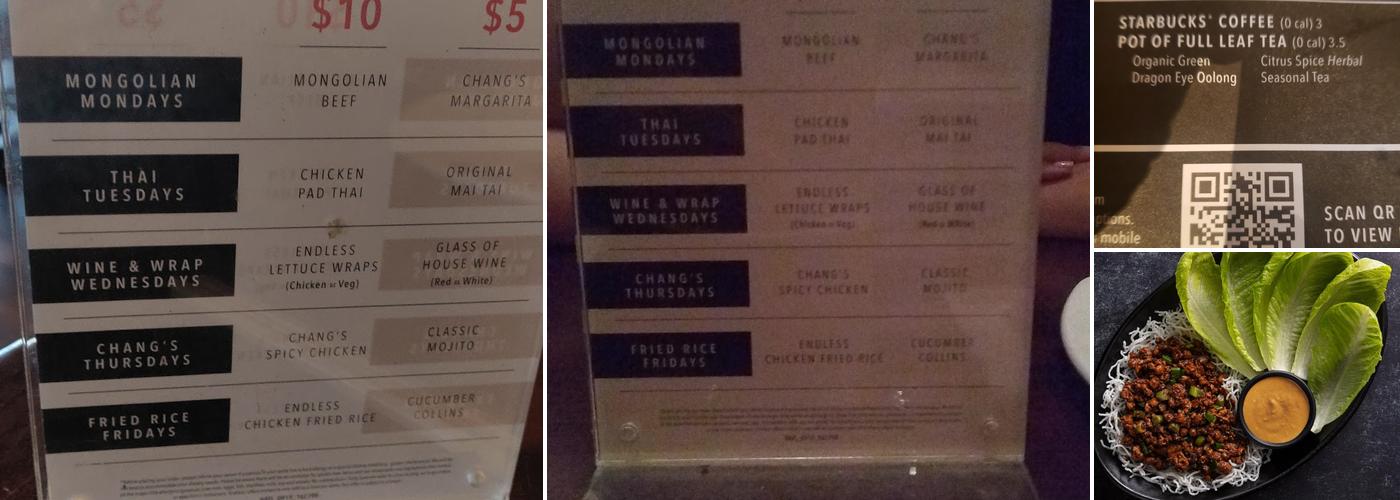 $10 $5
MONGOLIAN MONGOLIAN CHANG'S
MONDAYS BEEF MARGARITA
THAI CHICKEN ORIGINAL
TUESDAYS PAD THAI MAI TAI
WINE & WRAP ENDLESS GLASS OF
WEDNESDAYS LETTUCE WRAPS HOUSE WINE
(Chicken or Veg) (Red or White)
CHANG'S CHANG'S CLASSIC
THURSDAYS SPICY CHICKEN MOJITO
FRIED RICE ENDLESS CUCUMBER
FRIDAYS CHICKEN FRIED RICE COLLINS
MONGOLIAN MONGOLIAN CHANG'S
MONDAYS BEEF MARGARITA
THAI CHICKEN ORIGINAL
TUESDAYS PAD THAI MAI TAI
WINE & WRAP ENDLESS GLASS OF
WEDNESDAYS LETTUCE WRAPS HOUSE WINE
(Chicken or Veg) (Red or White)
CHANG'S CHANG'S CLASSIC
THURSDAYS SPICY CHICKEN MOJITO
FRIED RICE ENDLESS CUCUMBER
FRIDAYS CHICKEN FRIED RICE COLLINS
STARBUCKS® COFFEE (0 cal) 3
POT OF FULL LEAF TEA (0 cal) 3.5
Organic Green Citrus Spice Herbal
Dragon Eye Oolong Seasonal Tea
SCAN QR
TO VIEW
mobile